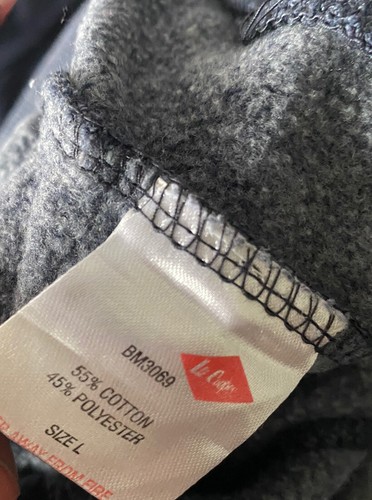 BM3069
Lee Cooper
55% COTTON
45% POLYESTER
SIZE L
AWAY FROM FIRE